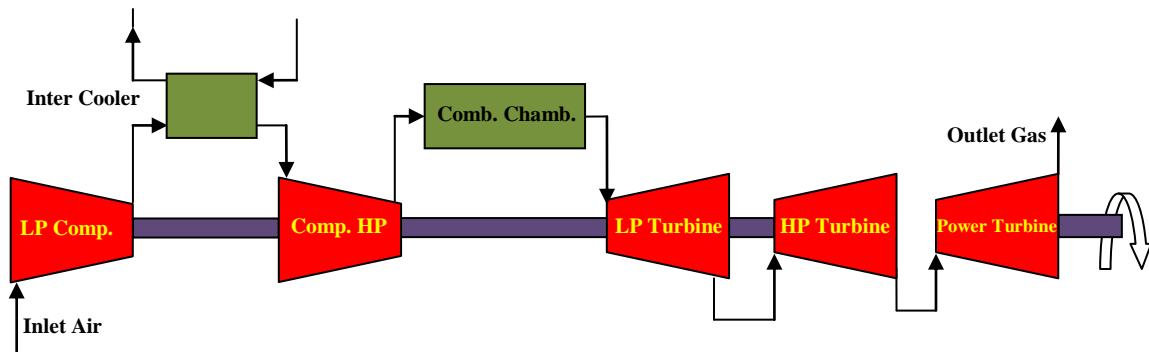 Inter Cooler
Comb. Chamb.
Outlet Gas
LP Comp.
Comp. HP
LP Turbine
HP Turbine
Power Turbine
Inlet Air